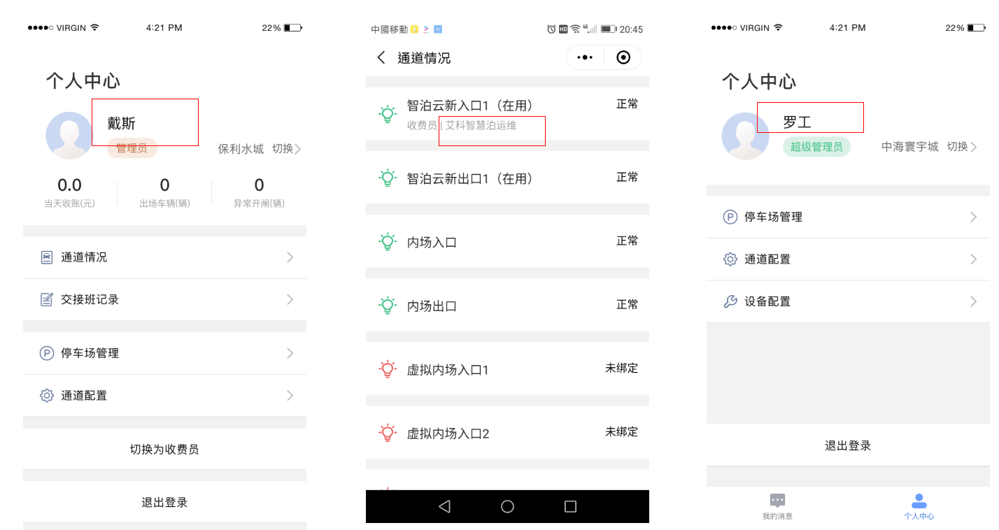 VIRGIN 4:21 PM 22%
个人中心
戴斯
管理员
保利水城 切换
0.0 0 0
当天收账(元) 出场车辆(辆) 异常开闸(辆)
通道情况
交接班记录
停车场管理
通道配置
切换为收费员
退出登录
中國移動 HD 46 20:45
通道情况
智泊云新入口1（在用） 正常
收费员 | 艾科智慧泊运维
智泊云新出口1（在用） 正常
内场入口 正常
内场出口 正常
虚拟内场入口1 未绑定
虚拟内场入口2 未绑定
VIRGIN 4:21 PM 22%
个人中心
罗工
超级管理员
中海寰宇城 切换
停车场管理
通道配置
设备配置
退出登录
我的消息 个人中心